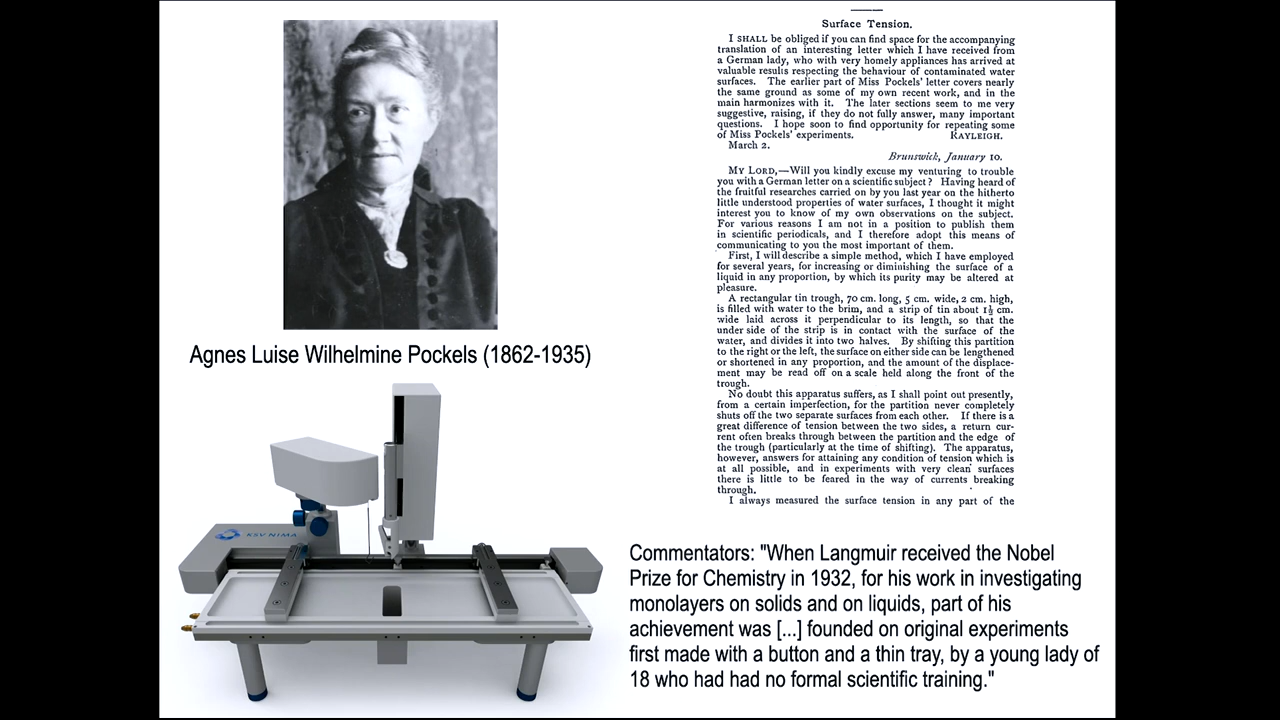 Agnes Luise Wilhelmine Pockels (1862-1935)
KSV NIMA
Surface Tension.
I SHALL be obliged if you can find space for the accompanying
translation of an interesting letter which I have received from
a German lady, who with very homely appliances has arrived at
valuable results respecting the behaviour of contaminated water
surfaces. The earlier part of Miss Pockels' letter covers nearly
the same ground as some of my own recent work, and in the
main harmonizes with it. The later sections seem to me very
suggestive, raising, if they do not fully answer, many important
questions. I hope soon to find opportunity for repeating some
of Miss Pockels' experiments. RAYLEIGH.
March 2.
Brunswick, January 10.
MY LORD,—Will you kindly excuse my venturing to trouble
you with a German letter on a scientific subject? Having heard of
the fruitful researches carried on by you last year on the hitherto
little understood properties of water surfaces, I thought it might
interest you to know of my own observations on the subject.
For various reasons I am not in a position to publish them
in scientific periodicals, and I therefore adopt this means of
communicating to you the most important of them.
First, I will describe a simple method, which I have employed
for several years, for increasing or diminishing the surface of a
liquid in any proportion, by which its purity may be altered at
pleasure.
A rectangular tin trough, 70 cm. long, 5 cm. wide, 2 cm. high,
is filled with water to the brim, and a strip of tin about 1½ cm.
wide laid across it perpendicular to its length, so that the
under side of the strip is in contact with the surface of the
water, and divides it into two halves. By shifting this partition
to the right or the left, the surface on either side can be lengthened
or shortened in any proportion, and the amount of the displace-
ment may be read off on a scale held along the front of the
trough.
No doubt this apparatus suffers, as I shall point out presently,
from a certain imperfection, for the partition never completely
shuts off the two separate surfaces from each other. If there is a
great difference of tension between the two sides, a return cur-
rent often breaks through between the partition and the edge of
the trough (particularly at the time of shifting). The apparatus,
however, answers for attaining any condition of tension which is
at all possible, and in experiments with very clean surfaces
there is little to be feared in the way of currents breaking
through.
I always measured the surface tension in any part of the
Commentators: "When Langmuir received the Nobel
Prize for Chemistry in 1932, for his work in investigating
monolayers on solids and on liquids, part of his
achievement was [...] founded on original experiments
first made with a button and a thin tray, by a young lady of
18 who had had no formal scientific training."